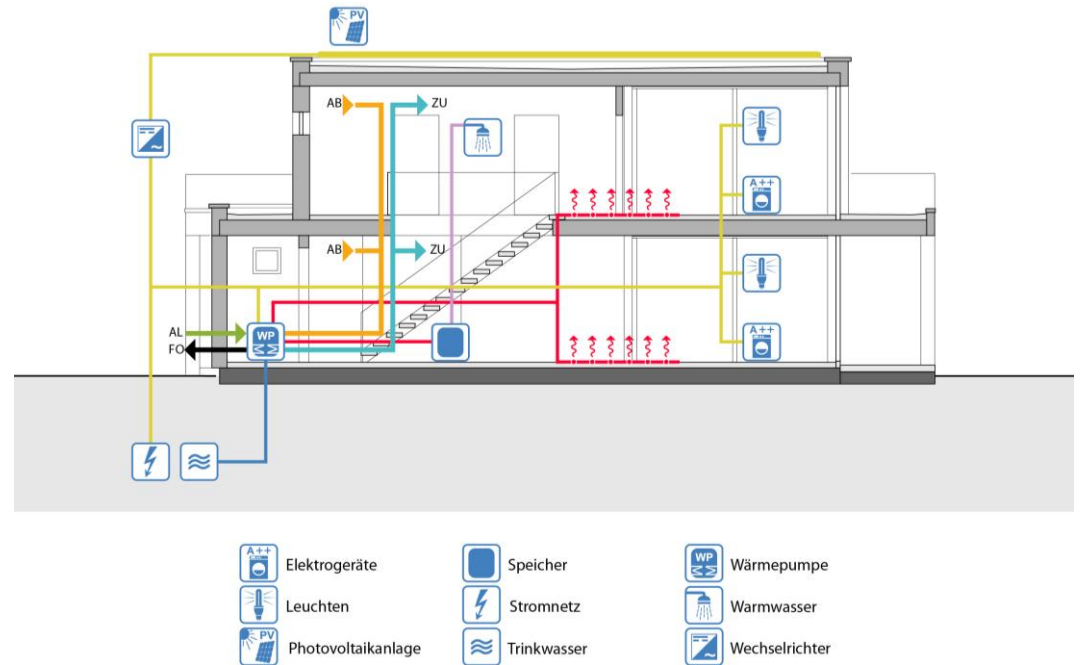 PV
AB
ZU
A++
AB
ZU
AL
WP
FO
A++
A++
Elektrogeräte
Speicher
WP
Wärmepumpe
Leuchten
Stromnetz
Warmwasser
PV
Photovoltaikanlage
Trinkwasser
Wechselrichter